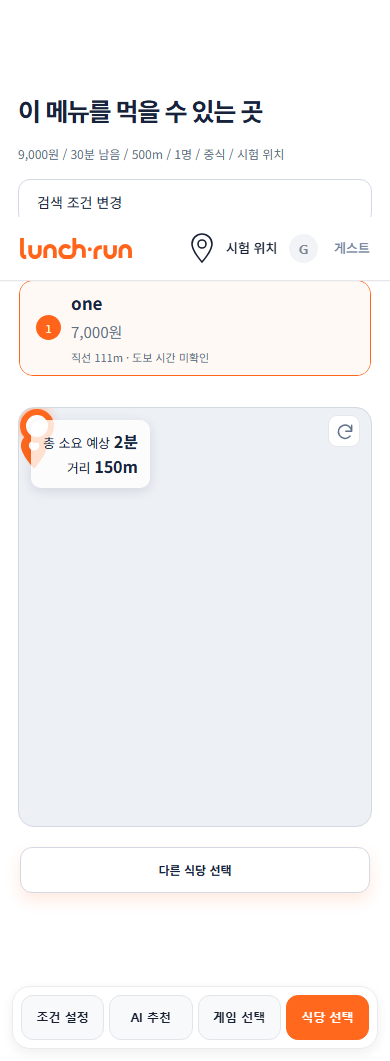 이 메뉴를 먹을 수 있는 곳
9,000원 / 30분 남음 / 500m / 1명 / 중식 / 시험 위치
검색 조건 변경
lunch·run 시험 위치 G 게스트
one
1 7,000원
직선 111m · 도보 시간 미확인
총 소요 예상 2분
거리 150m
다른 식당 선택
조건 설정 AI 추천 게임 선택 식당 선택